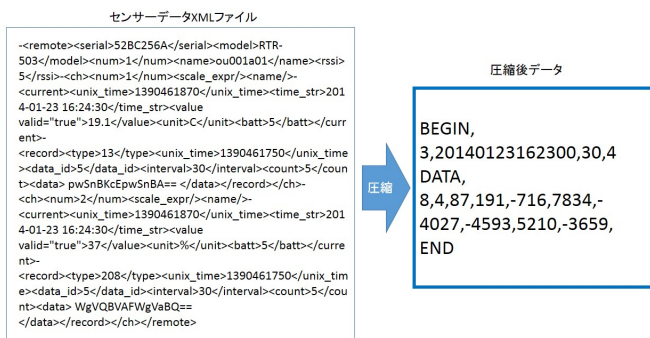 センサーデータXMLファイル
-<remote><serial>52BC256A</serial><model>RTR-
503</model><num>1</num><name>ou001a01</name><rssi>
5</rssi>-<ch><num>1</num><scale_expr/><name/>-
<current><unix_time>1390461870</unix_time><time_str>201
4-01-23 16:24:30</time_str><value
valid="true">19.1</value><unit>C</unit><batt>5</batt></curr
ent>-
<record><type>13</type><unix_time>1390461750</unix_time
><data_id>5</data_id><interval>30</interval><count>5</coun
t><data> pwSnBKcEpwSnBA== </data></record></ch>-
<ch><num>2</num><scale_expr/><name/>-
<current><unix_time>1390461870</unix_time><time_str>201
4-01-23 16:24:30</time_str><value
valid="true">37</value><unit>%</unit><batt>5</batt></curre
nt>-
<record><type>208</type><unix_time>1390461750</unix_tim
e><data_id>5</data_id><interval>30</interval><count>5</cou
nt><data> WgVQBVAFWgVaBQ==
</data></record></ch></remote>
圧縮
圧縮後データ
BEGIN,
3,20140123162300,30,4
DATA,
8,4,87,191,-716,7834,-
4027,-4593,5210,-3659,
END